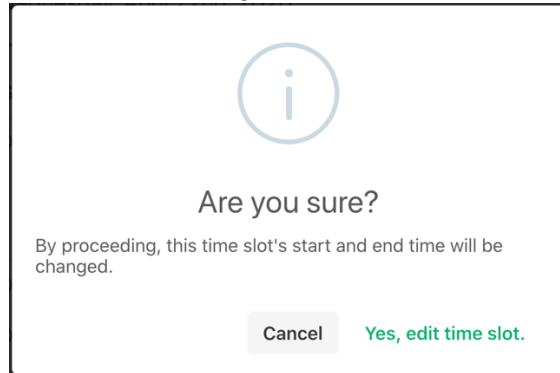 Are you sure?
By proceeding, this time slot's start and end time will be
changed.
Cancel Yes, edit time slot.